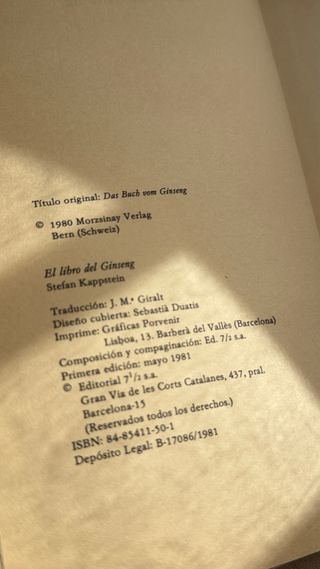 Título original: Das Buch vom Ginseng
© 1980 Morzsinay Verlag
Bern (Schweiz)
El libro del Ginseng
Stefan Kappstein
Traducción: J. M.ª Giralt
Diseño cubierta: Sebastià Duatis
Imprime: Gráficas Porvenir
Lisboa, 13. Barberà del Vallès (Barcelona)
Composición y compaginación: Ed. 7½ s.a.
Primera edición: mayo 1981
© Editorial 7½ s.a.
Gran Via de les Corts Catalanes, 437, pral.
Barcelona-15
(Reservados todos los derechos.)
ISBN: 84-85411-50-1
Depósito Legal: B-17086/1981